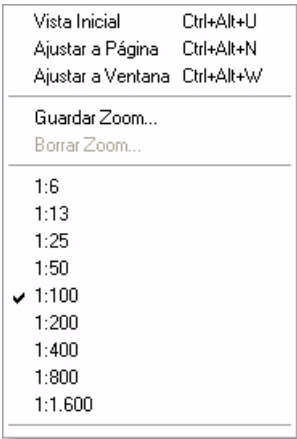 Vista Inicial Ctrl+Alt+U
Ajustar a Página Ctrl+Alt+N
Ajustar a Ventana Ctrl+Alt+W
Guardar Zoom...
Borrar Zoom...
1:6
1:13
1:25
1:50
1:100
1:200
1:400
1:800
1:1.600